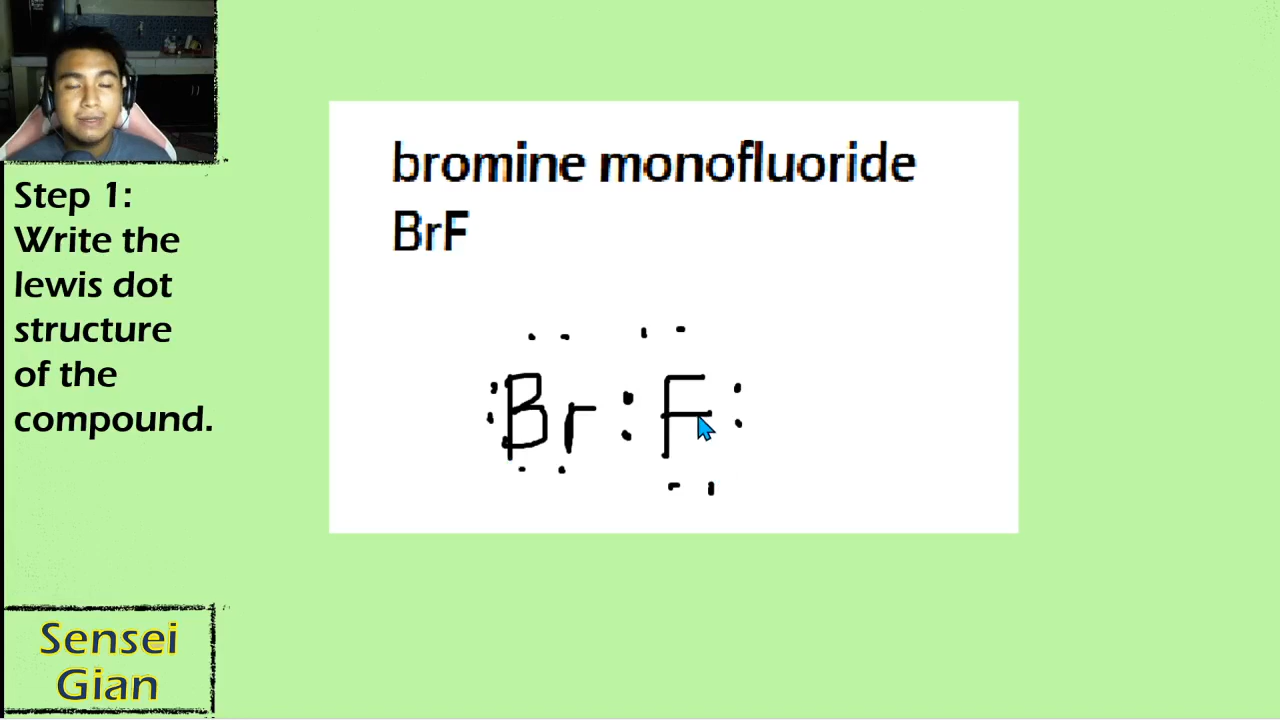 Step 1:
Write the
lewis dot
structure
of the
compound.
bromine monofluoride
BrF
Br : F :
Sensei
Gian